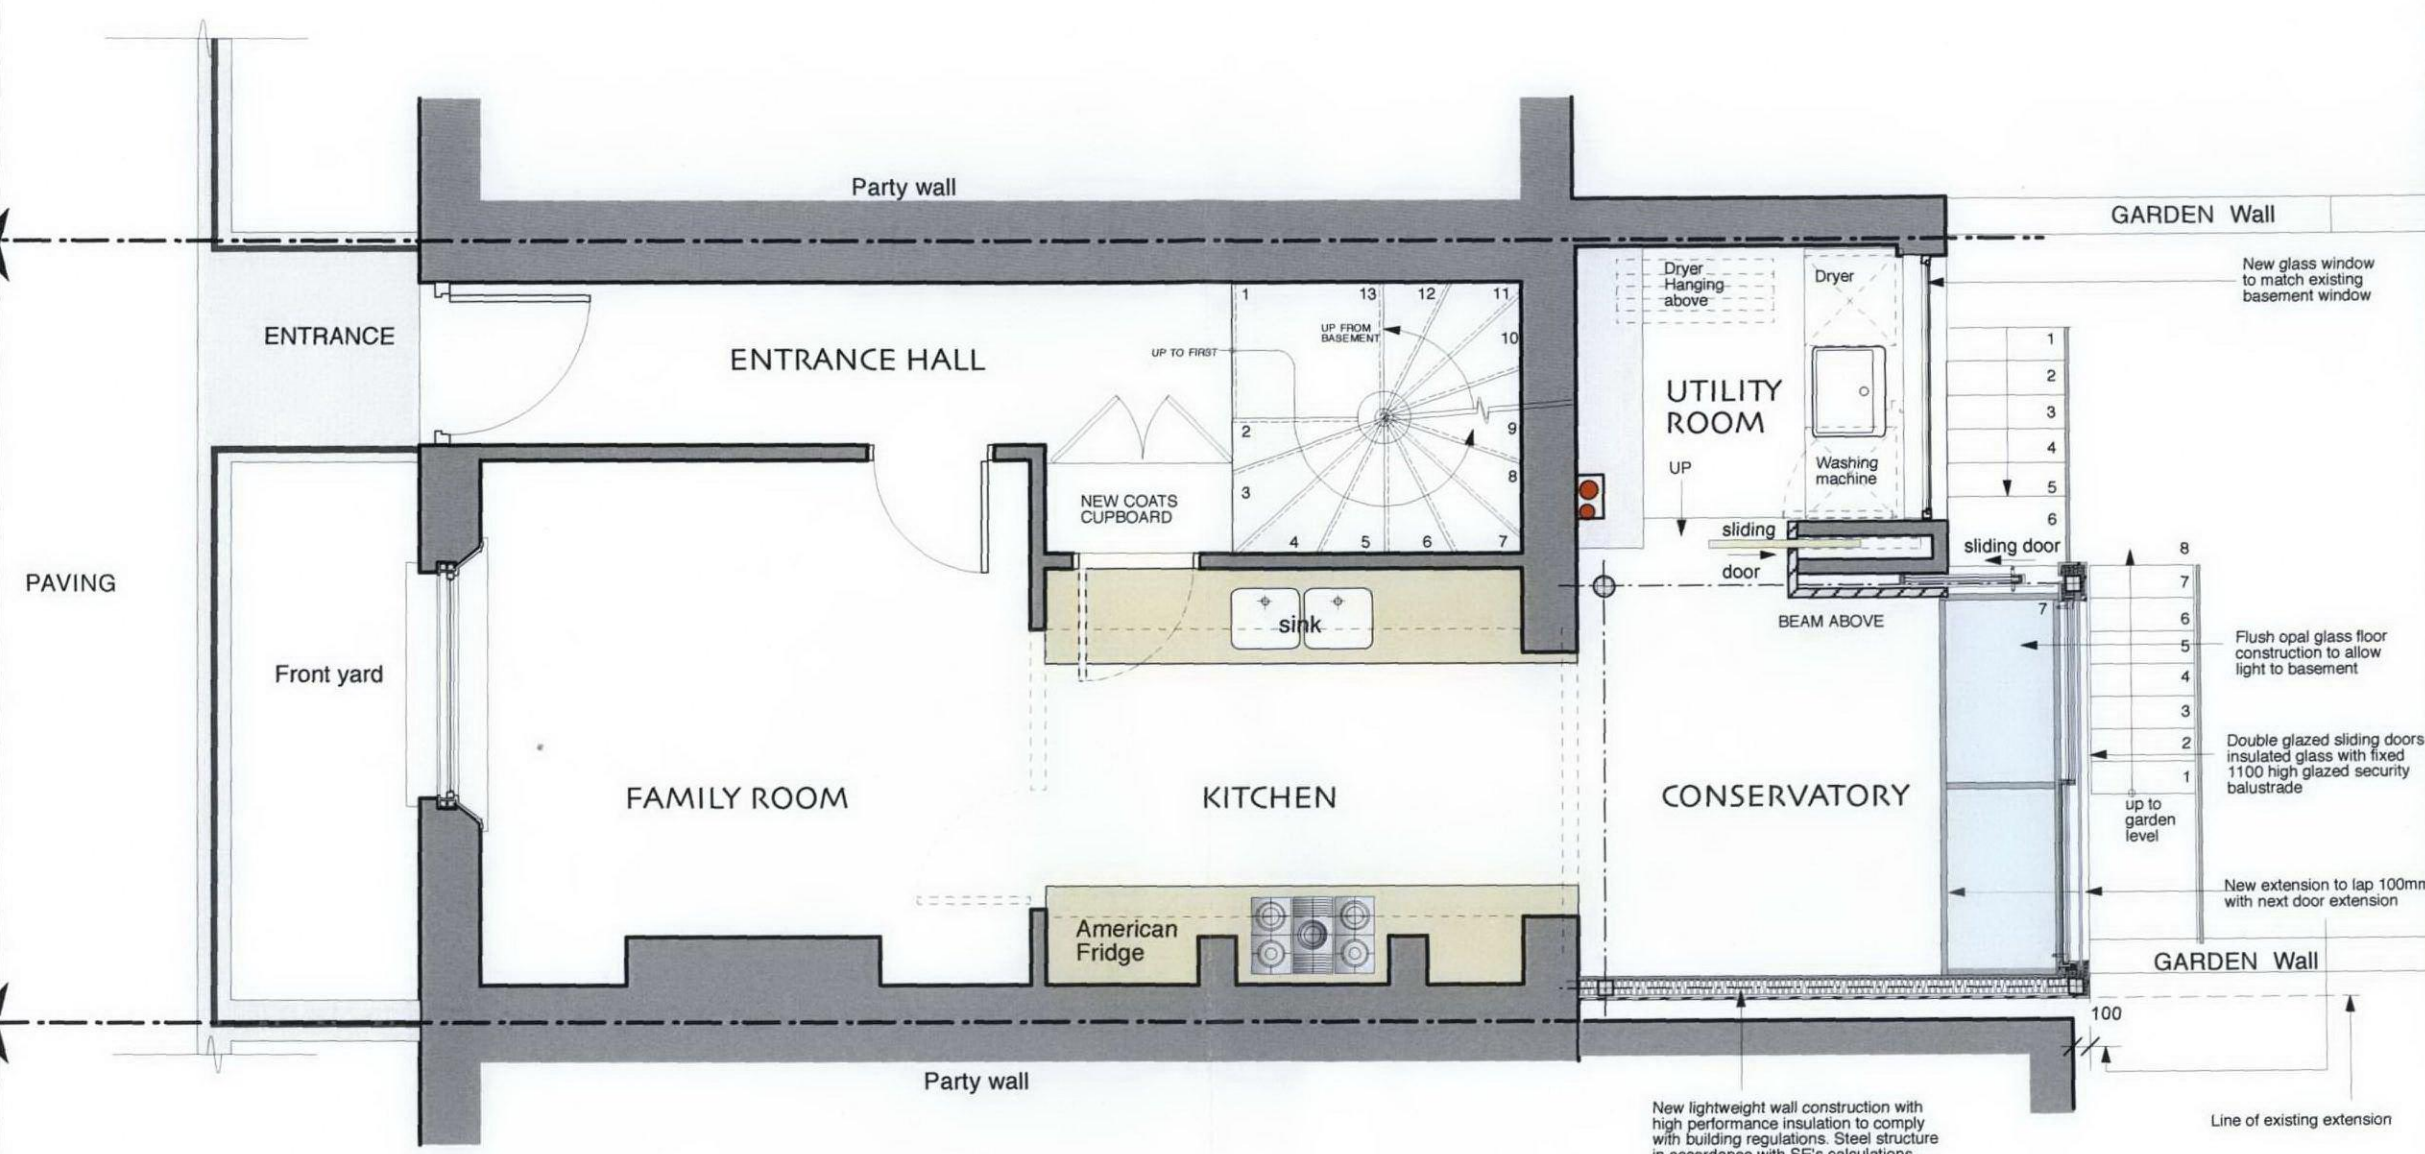 Party wall
GARDEN Wall
New glass window
to match existing
basement window
ENTRANCE
ENTRANCE HALL
UP TO FIRST
UP FROM
BASEMENT
1
13
12
11
10
9
8
7
6
5
4
3
2
Dryer
Hanging
above
Dryer
UTILITY
ROOM
UP
Washing
machine
sliding
door
sliding door
1
2
3
4
5
6
7
BEAM ABOVE
NEW COATS
CUPBOARD
PAVING
Front yard
sink
FAMILY ROOM
KITCHEN
CONSERVATORY
8
7
6
5
4
3
2
1
up to
garden
level
Flush opal glass floor
construction to allow
light to basement
Double glazed sliding doors
insulated glass with fixed
1100 high glazed security
balustrade
New extension to lap 100mm
with next door extension
American
Fridge
GARDEN Wall
100
Party wall
Line of existing extension
New lightweight wall construction with
high performance insulation to comply
with building regulations. Steel structure
in accordance with SE's calculations